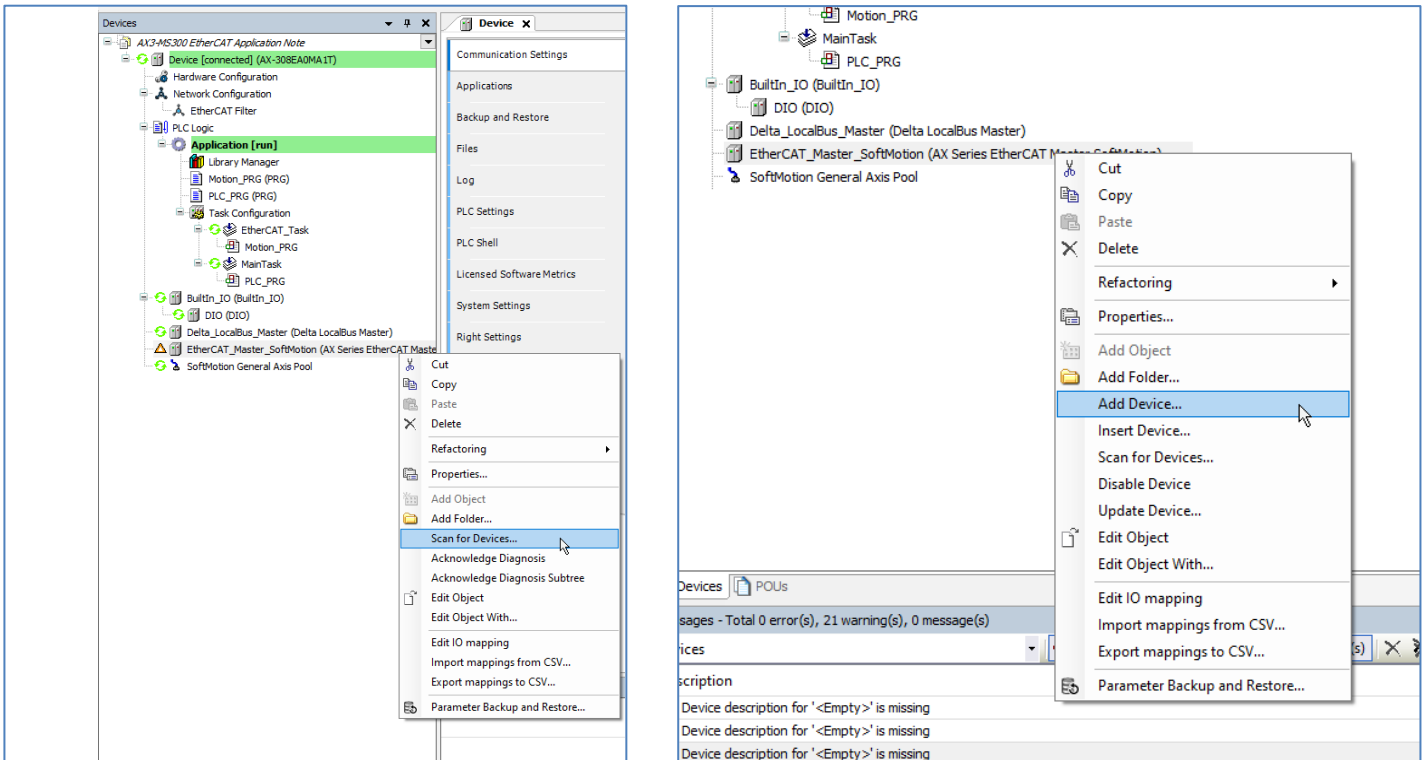 Devices
AX3-MS300 EtherCAT Application Note
Device [connected] (AX-308EA0MA1T)
Hardware Configuration
Network Configuration
EtherCAT Filter
PLC Logic
Application [run]
Library Manager
Motion_PRG (PRG)
PLC_PRG (PRG)
Task Configuration
EtherCAT_Task
Motion_PRG
MainTask
PLC_PRG
BuiltIn_IO (BuiltIn_IO)
DIO (DIO)
Delta_LocalBus_Master (Delta LocalBus Master)
EtherCAT_Master_SoftMotion (AX Series EtherCAT Maste
SoftMotion General Axis Pool
Device
Communication Settings
Applications
Backup and Restore
Files
Log
PLC Settings
PLC Shell
Licensed Software Metrics
System Settings
Right Settings
Cut
Copy
Paste
Delete
Refactoring
Properties...
Add Object
Add Folder...
Scan for Devices...
Acknowledge Diagnosis
Acknowledge Diagnosis Subtree
Edit Object
Edit Object With...
Edit IO mapping
Import mappings from CSV...
Export mappings to CSV...
Parameter Backup and Restore...
Motion_PRG
MainTask
PLC_PRG
BuiltIn_IO (BuiltIn_IO)
DIO (DIO)
Delta_LocalBus_Master (Delta LocalBus Master)
EtherCAT_Master_SoftMotion (AX Series EtherCAT Master SoftMotion)
SoftMotion General Axis Pool
Cut
Copy
Paste
Delete
Refactoring
Properties...
Add Object
Add Folder...
Add Device...
Insert Device...
Scan for Devices...
Disable Device
Update Device...
Edit Object
Edit Object With...
Edit IO mapping
Import mappings from CSV...
Export mappings to CSV...
Parameter Backup and Restore...
Devices POUs
sages - Total 0 error(s), 21 warning(s), 0 message(s)
ices
(s)
scription
Device description for '<Empty>' is missing
Device description for '<Empty>' is missing
Device description for '<Empty>' is missing